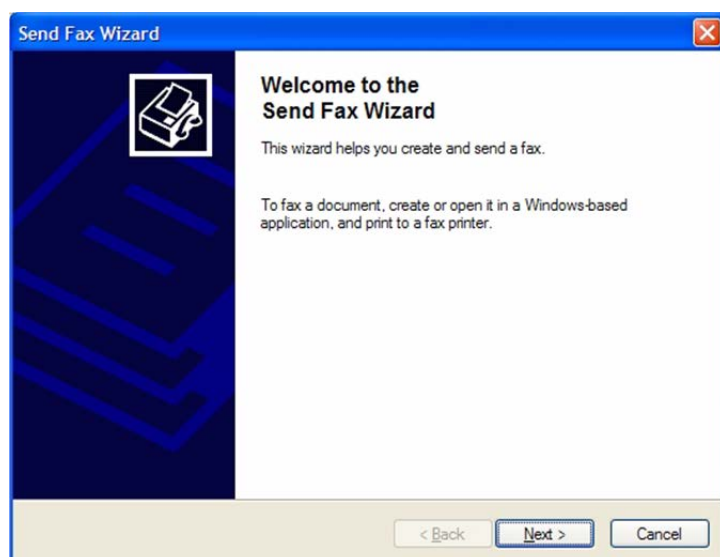 Send Fax Wizard
Welcome to the
Send Fax Wizard
This wizard helps you create and send a fax.
To fax a document, create or open it in a Windows-based
application, and print to a fax printer.
< Back
Next >
Cancel